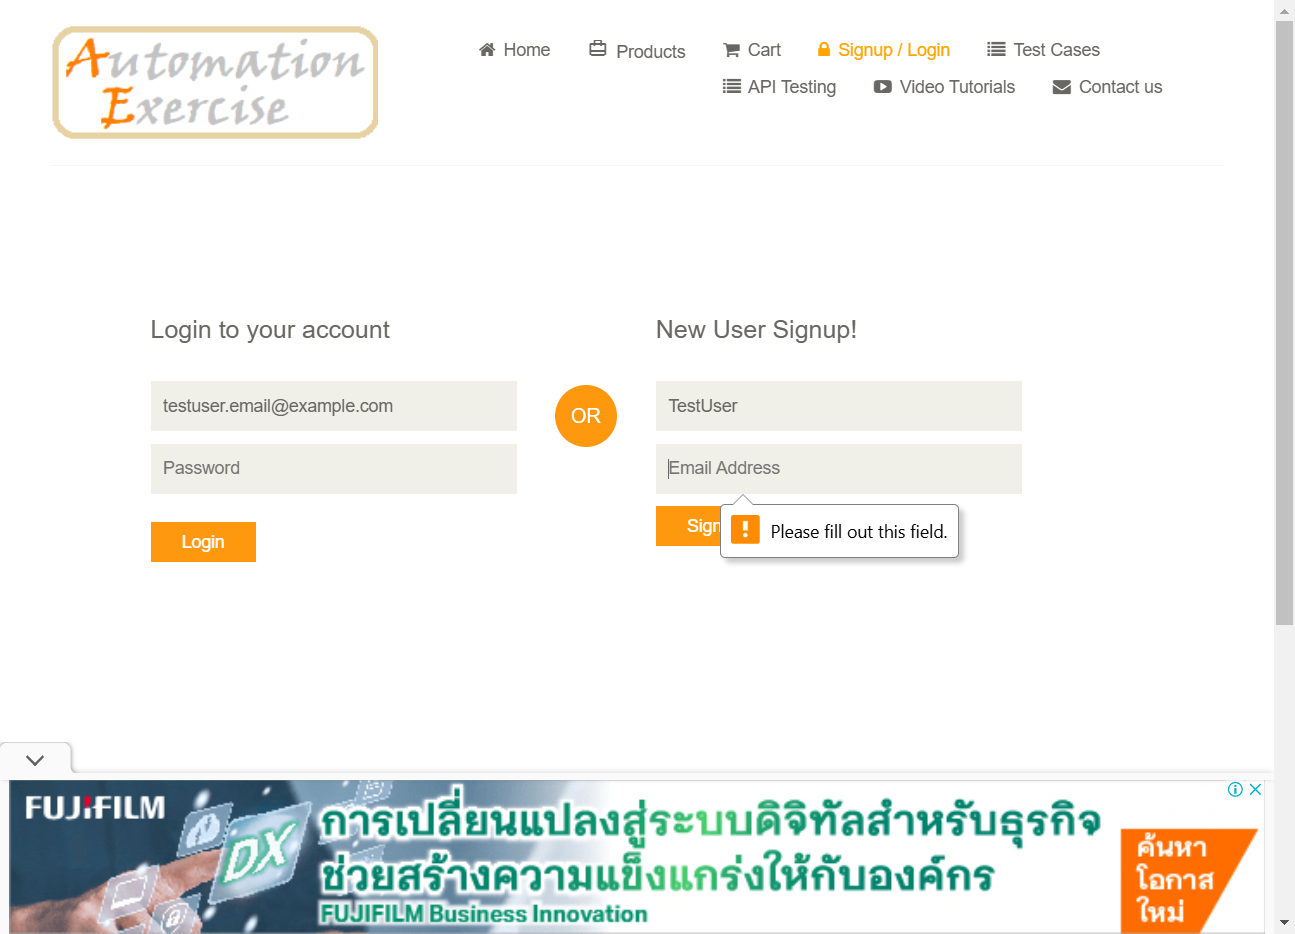 Automation
Exercise
Home
Products
Cart
Signup / Login
Test Cases
API Testing
Video Tutorials
Contact us
Login to your account
testuser.email@example.com
Password
Login
OR
New User Signup!
TestUser
Email Address
Sign
Please fill out this field.
FUJIFILM
DX
การเปลี่ยนแปลงสู่ระบบดิจิทัลสำหรับธุรกิจ
ช่วยสร้างความแข็งแกร่งให้กับองค์กร
FUJIFILM Business Innovation
ค้นหา
โอกาส
ใหม่